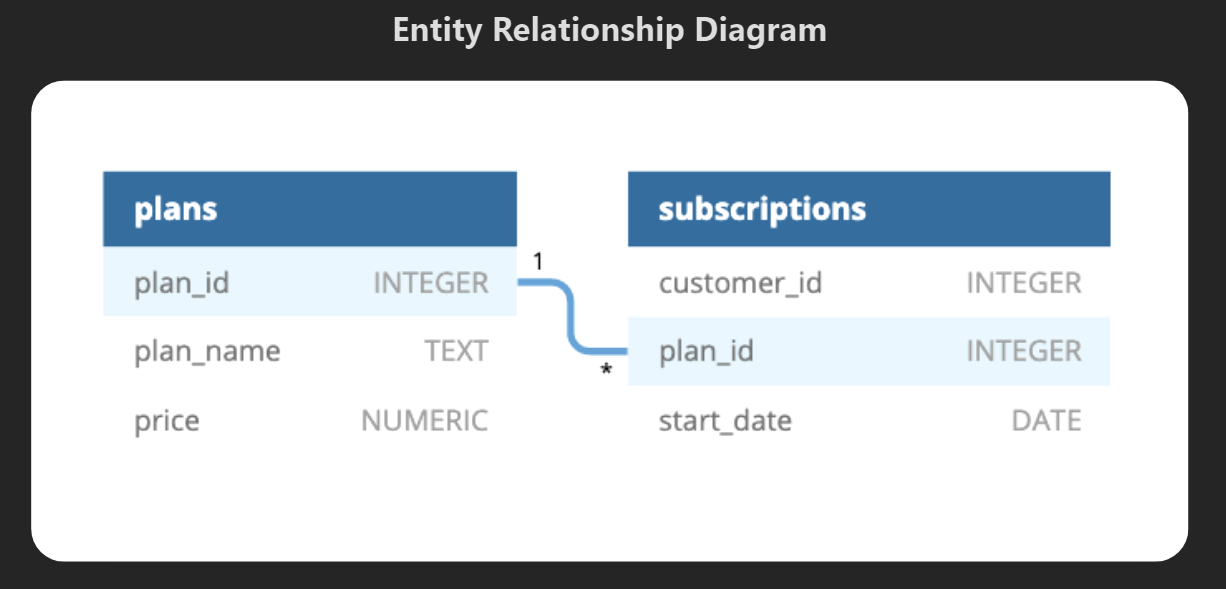 Entity Relationship Diagram
plans
plan_id INTEGER
plan_name TEXT
price NUMERIC
1
*
subscriptions
customer_id INTEGER
plan_id INTEGER
start_date DATE